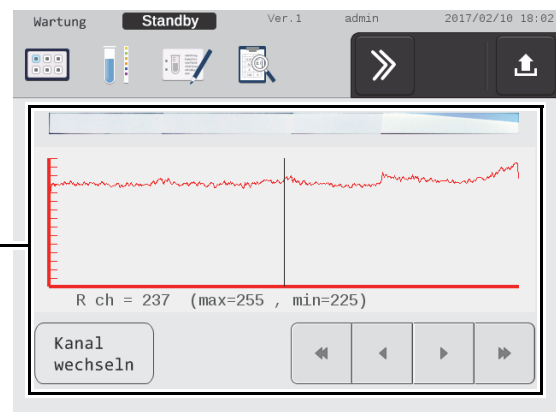 Wartung Standby Ver.1 admin 2017/02/10 18:02
R ch = 237 (max=255 , min=225)
Kanal
wechseln